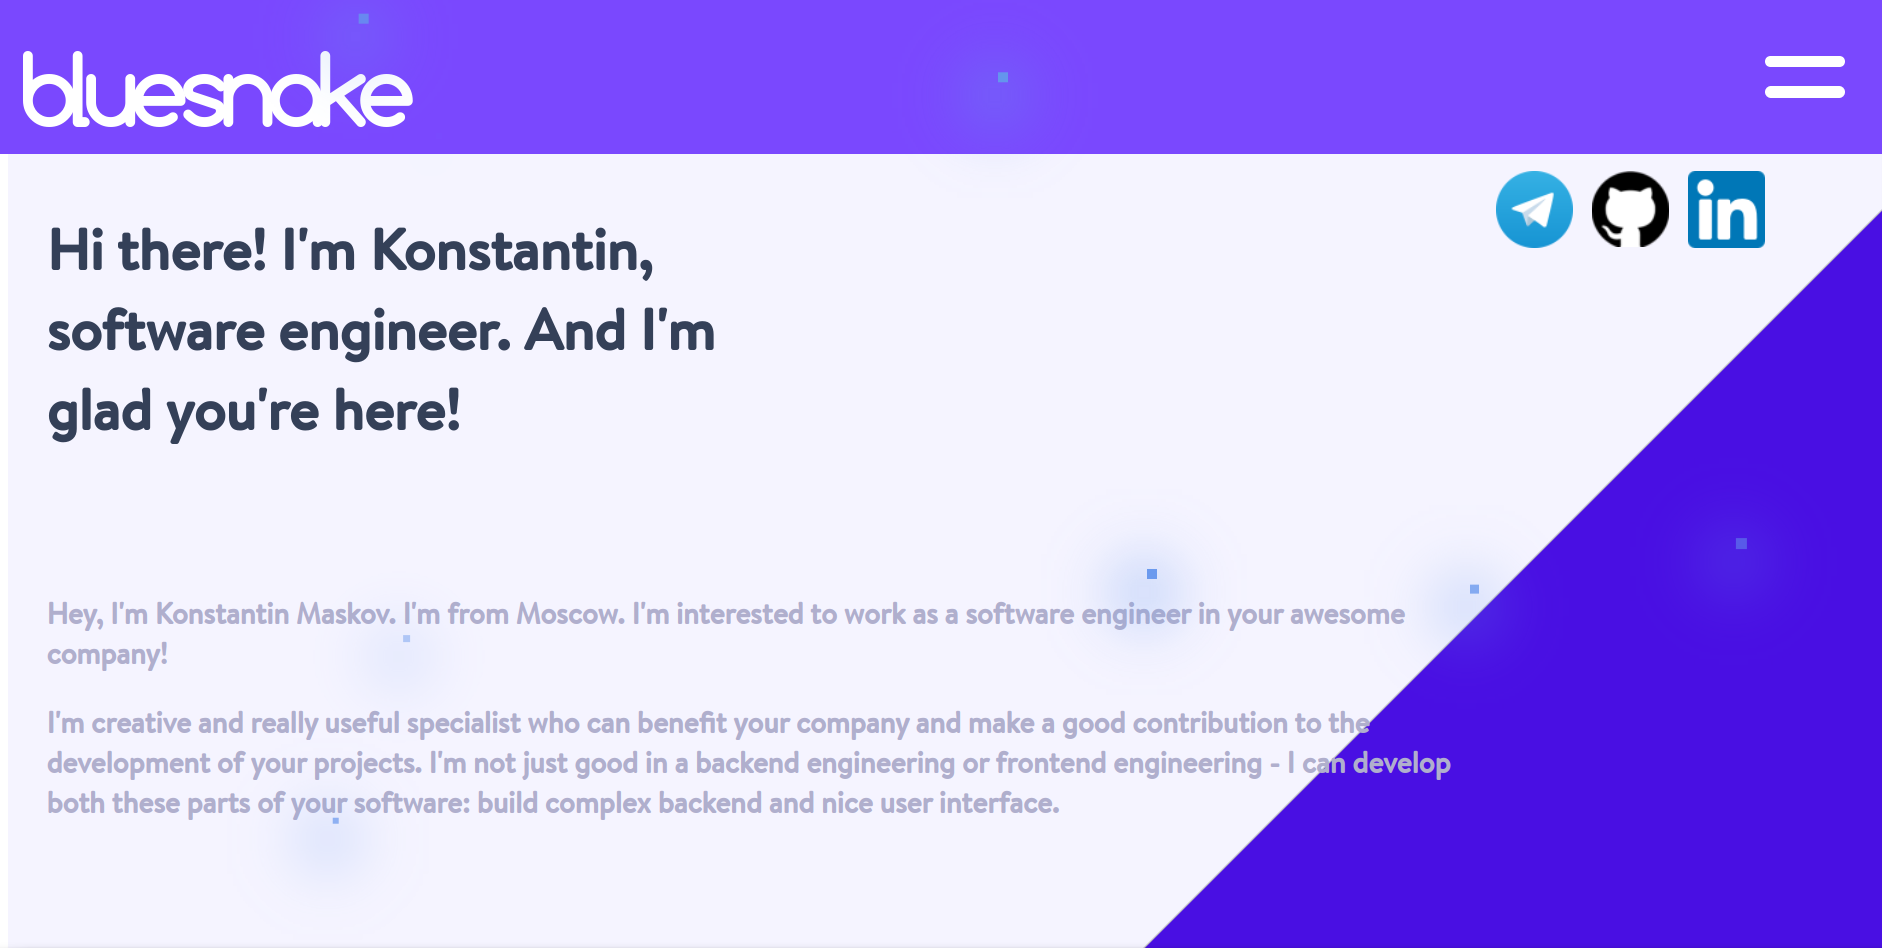 bluesnake
in
Hi there! I'm Konstantin,
software engineer. And I'm
glad you're here!
Hey, I'm Konstantin Maskov. I'm from Moscow. I'm interested to work as a software engineer in your awesome
company!
I'm creative and really useful specialist who can benefit your company and make a good contribution to the
development of your projects. I'm not just good in a backend engineering or frontend engineering - I can develop
both these parts of your software: build complex backend and nice user interface.